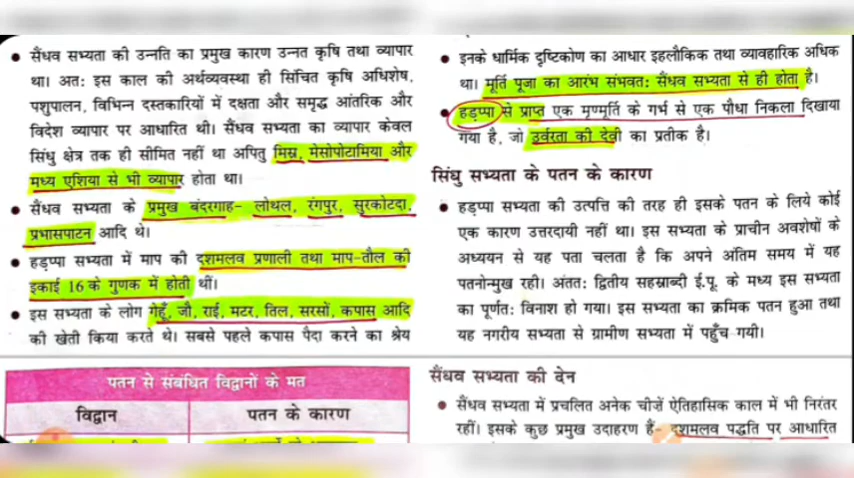 • सैंधव सभ्यता की उन्नति का प्रमुख कारण उन्नत कृषि तथा व्यापार
था। अतः इस काल की अर्थव्यवस्था ही सिंचित कृषि अधिशेष,
पशुपालन, विभिन्न दस्तकारियों में दक्षता और समृद्ध आंतरिक और
विदेश व्यापार पर आधारित थी। सैंधव सभ्यता का व्यापार केवल
सिंधु क्षेत्र तक ही सीमित नहीं था अपितु मिस्र, मेसोपोटामिया और
मध्य एशिया से भी व्यापार होता था।
• सैंधव सभ्यता के प्रमुख बंदरगाह- लोथल, रंगपुर, सुरकोटदा,
प्रभासपाटन आदि थे।
• हड़प्पा सभ्यता में माप की दशमलव प्रणाली तथा माप-तौल की
इकाई 16 के गुणक में होती थीं।
• इस सभ्यता के लोग गेहूँ, जौ, राई, मटर, तिल, सरसों, कपास आदि
की खेती किया करते थे। सबसे पहले कपास पैदा करने का श्रेय
पतन से संबंधित विद्वानों के मत
विद्वान
पतन के कारण
• इनके धार्मिक दृष्टिकोण का आधार इहलौकिक तथा व्यावहारिक अधिक
था। मूर्ति पूजा का आरंभ संभवतः सैंधव सभ्यता से ही होता है।
• हड़प्पा से प्राप्त एक मृण्मूर्ति के गर्भ से एक पौधा निकला दिखाया
गया है, जो उर्वरता की देवी का प्रतीक है।
सिंधु सभ्यता के पतन के कारण
• हड़प्पा सभ्यता की उत्पत्ति की तरह ही इसके पतन के लिये कोई
एक कारण उत्तरदायी नहीं था। इस सभ्यता के प्राचीन अवशेषों के
अध्ययन से यह पता चलता है कि अपने अंतिम समय में यह
पतनोन्मुख रही। अंततः द्वितीय सहस्राब्दी ई.पू. के मध्य इस सभ्यता
का पूर्णतः विनाश हो गया। इस सभ्यता का क्रमिक पतन हुआ तथा
यह नगरीय सभ्यता से ग्रामीण सभ्यता में पहुँच गयी।
सैंधव सभ्यता की देन
• सैंधव सभ्यता में प्रचलित अनेक चीज़ें ऐतिहासिक काल में भी निरंतर
रहीं। इसके कुछ प्रमुख उदाहरण हैं- दशमलव पद्धति पर आधारित